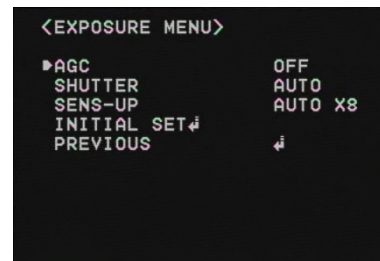 <EXPOSURE MENU>
AGC OFF
SHUTTER AUTO
SENS-UP AUTO X8
INITIAL SET↲
PREVIOUS ↲